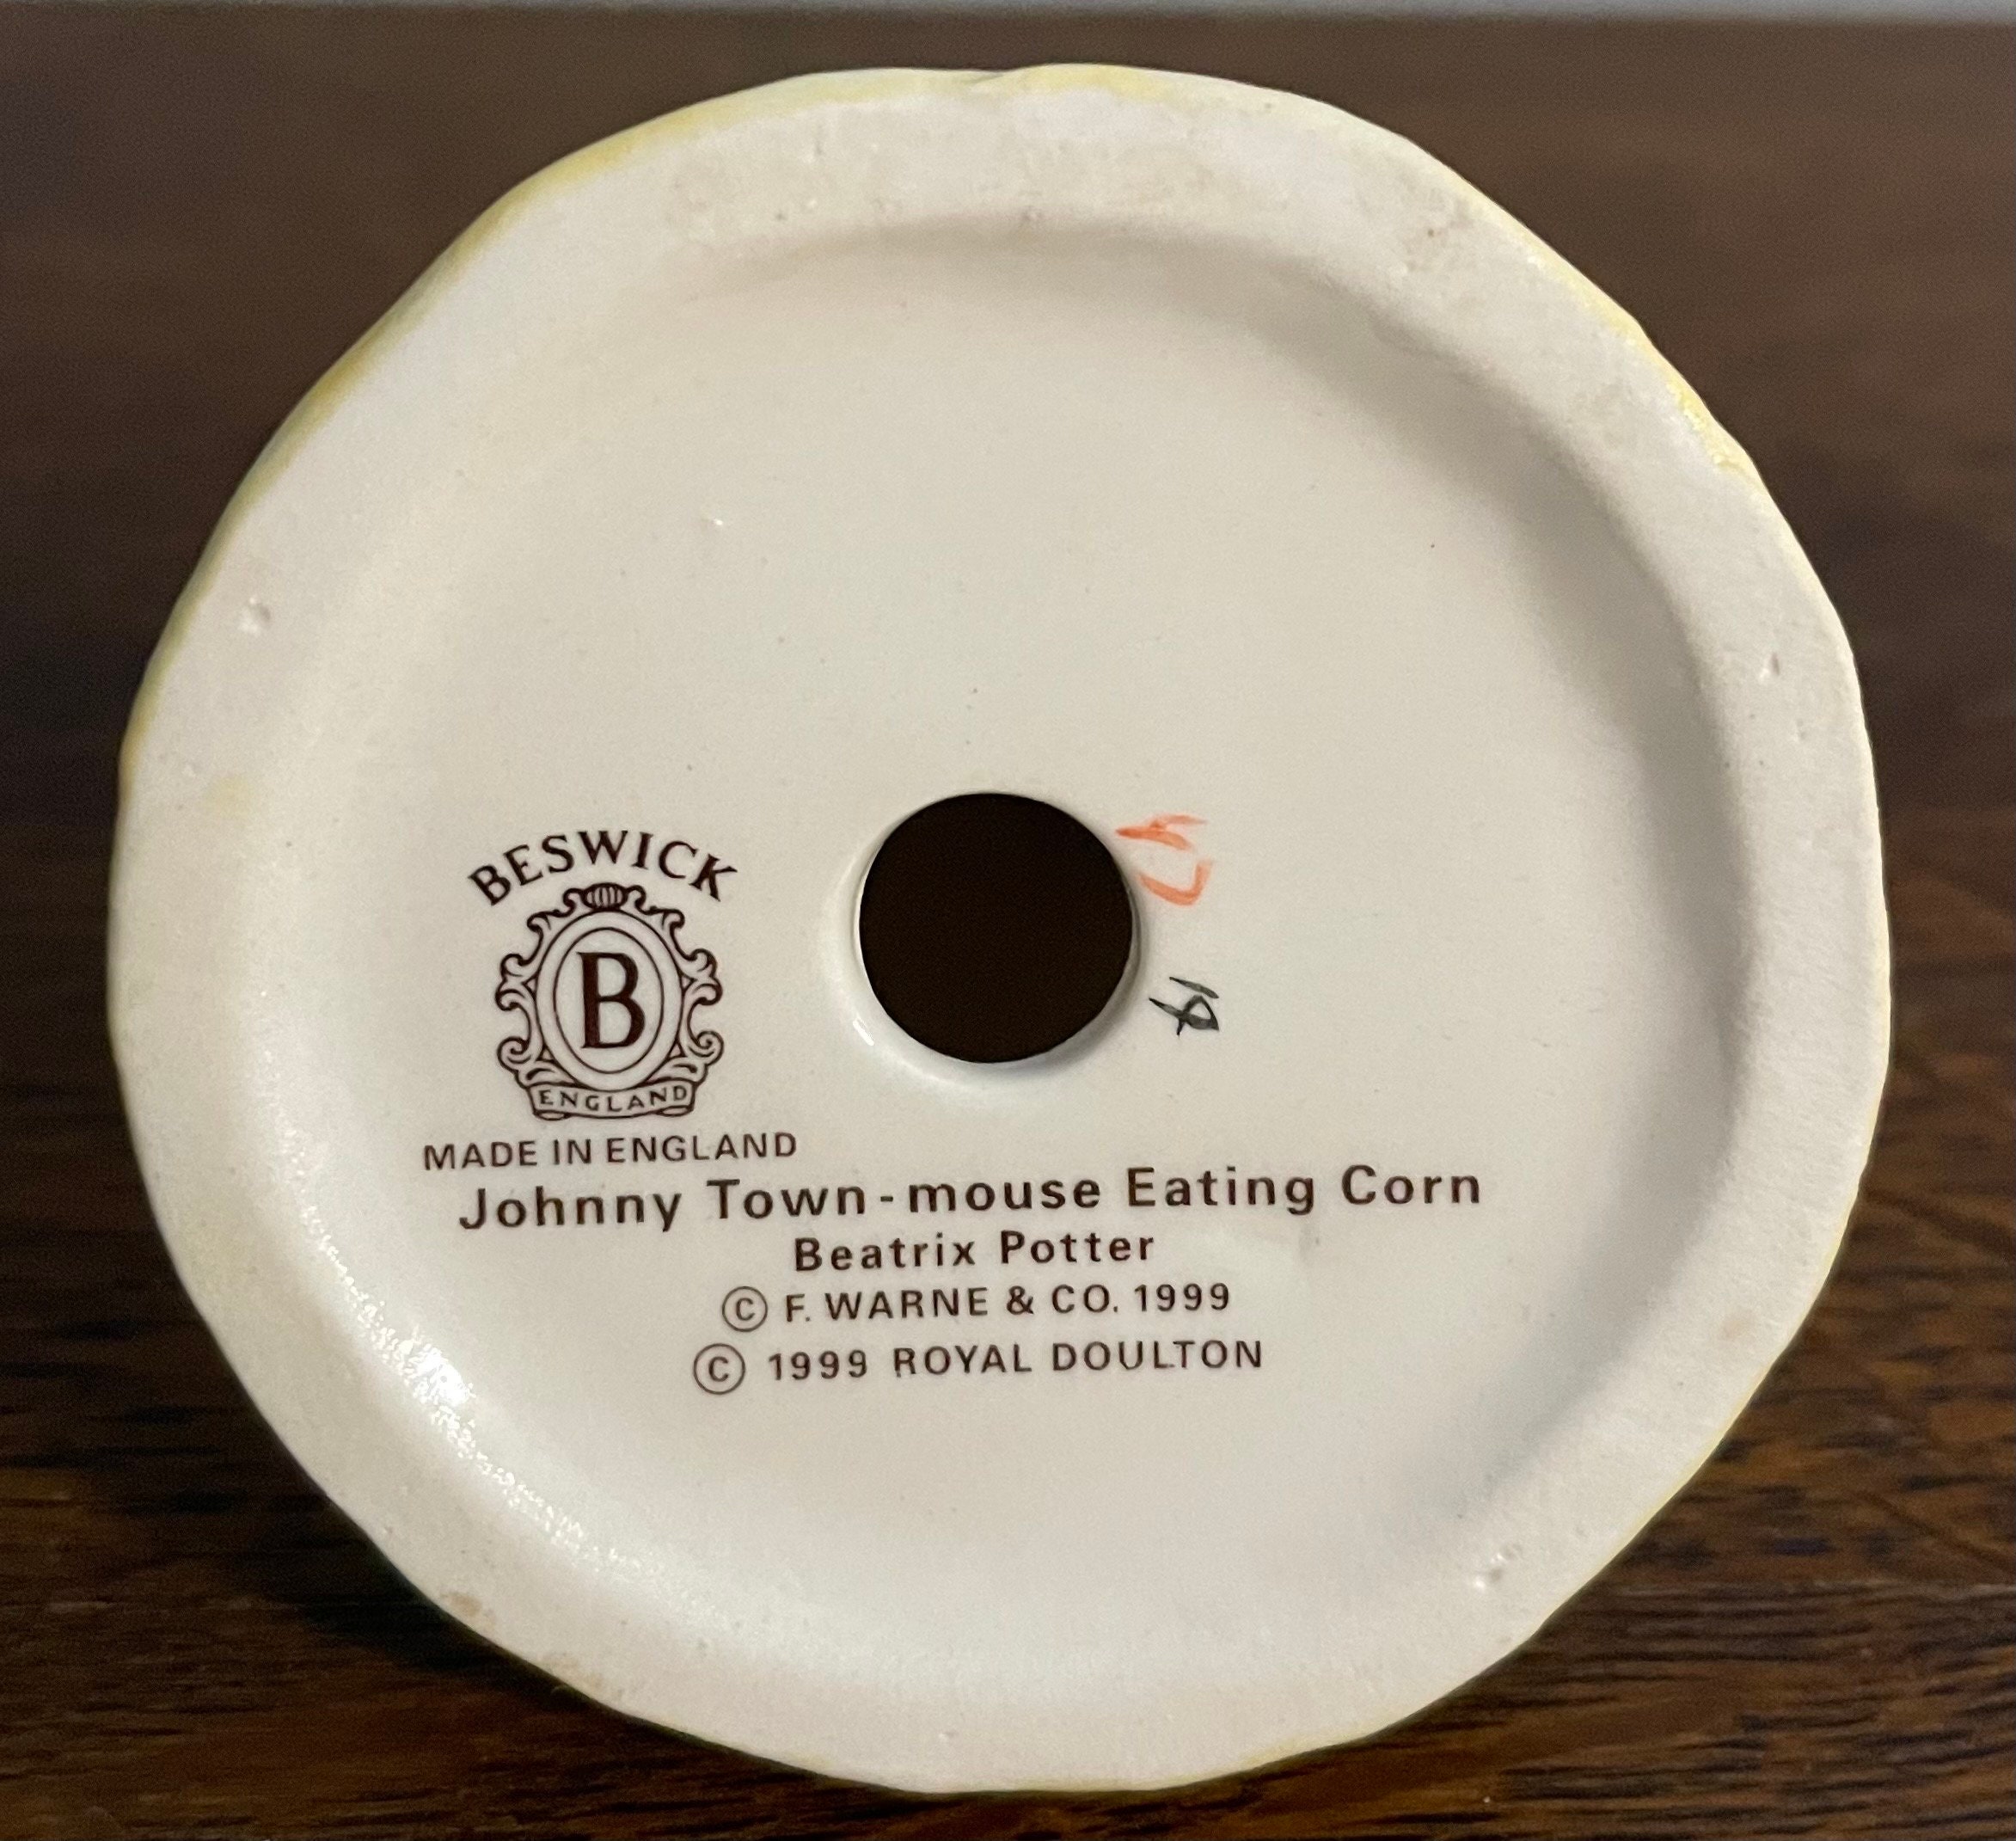 BESWICK
B
ENGLAND
MADE IN ENGLAND
Johnny Town-mouse Eating Corn
Beatrix Potter
© F. WARNE & CO. 1999
© 1999 ROYAL DOULTON